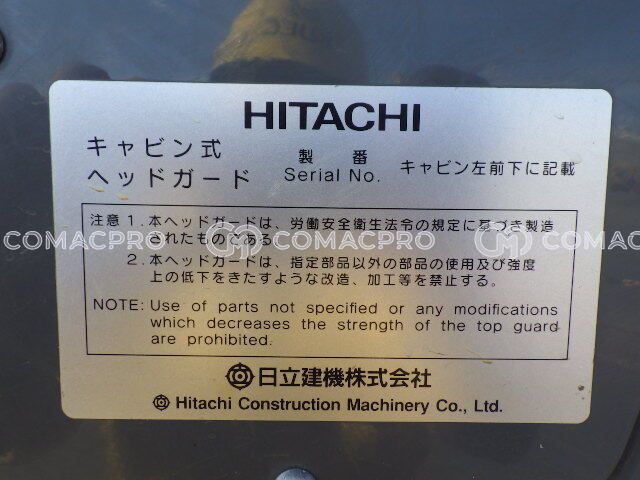 HITACHI
キャビン式
ヘッドガード
製番
Serial No.
キャビン左前下に記載
注意 1. 本ヘッドガードは、労働安全衛生法令の規定に基づき製造
されたものである。
2. 本ヘッドガードは、指定部品以外の部品の使用及び強度
上の低下をきたすような改造、加工等を禁止する。
NOTE: Use of parts not specified or any modifications
which decreases the strength of the top guard
are prohibited.
日立建機株式会社
Hitachi Construction Machinery Co., Ltd.
COMACPRO COMACPRO COMACPRO